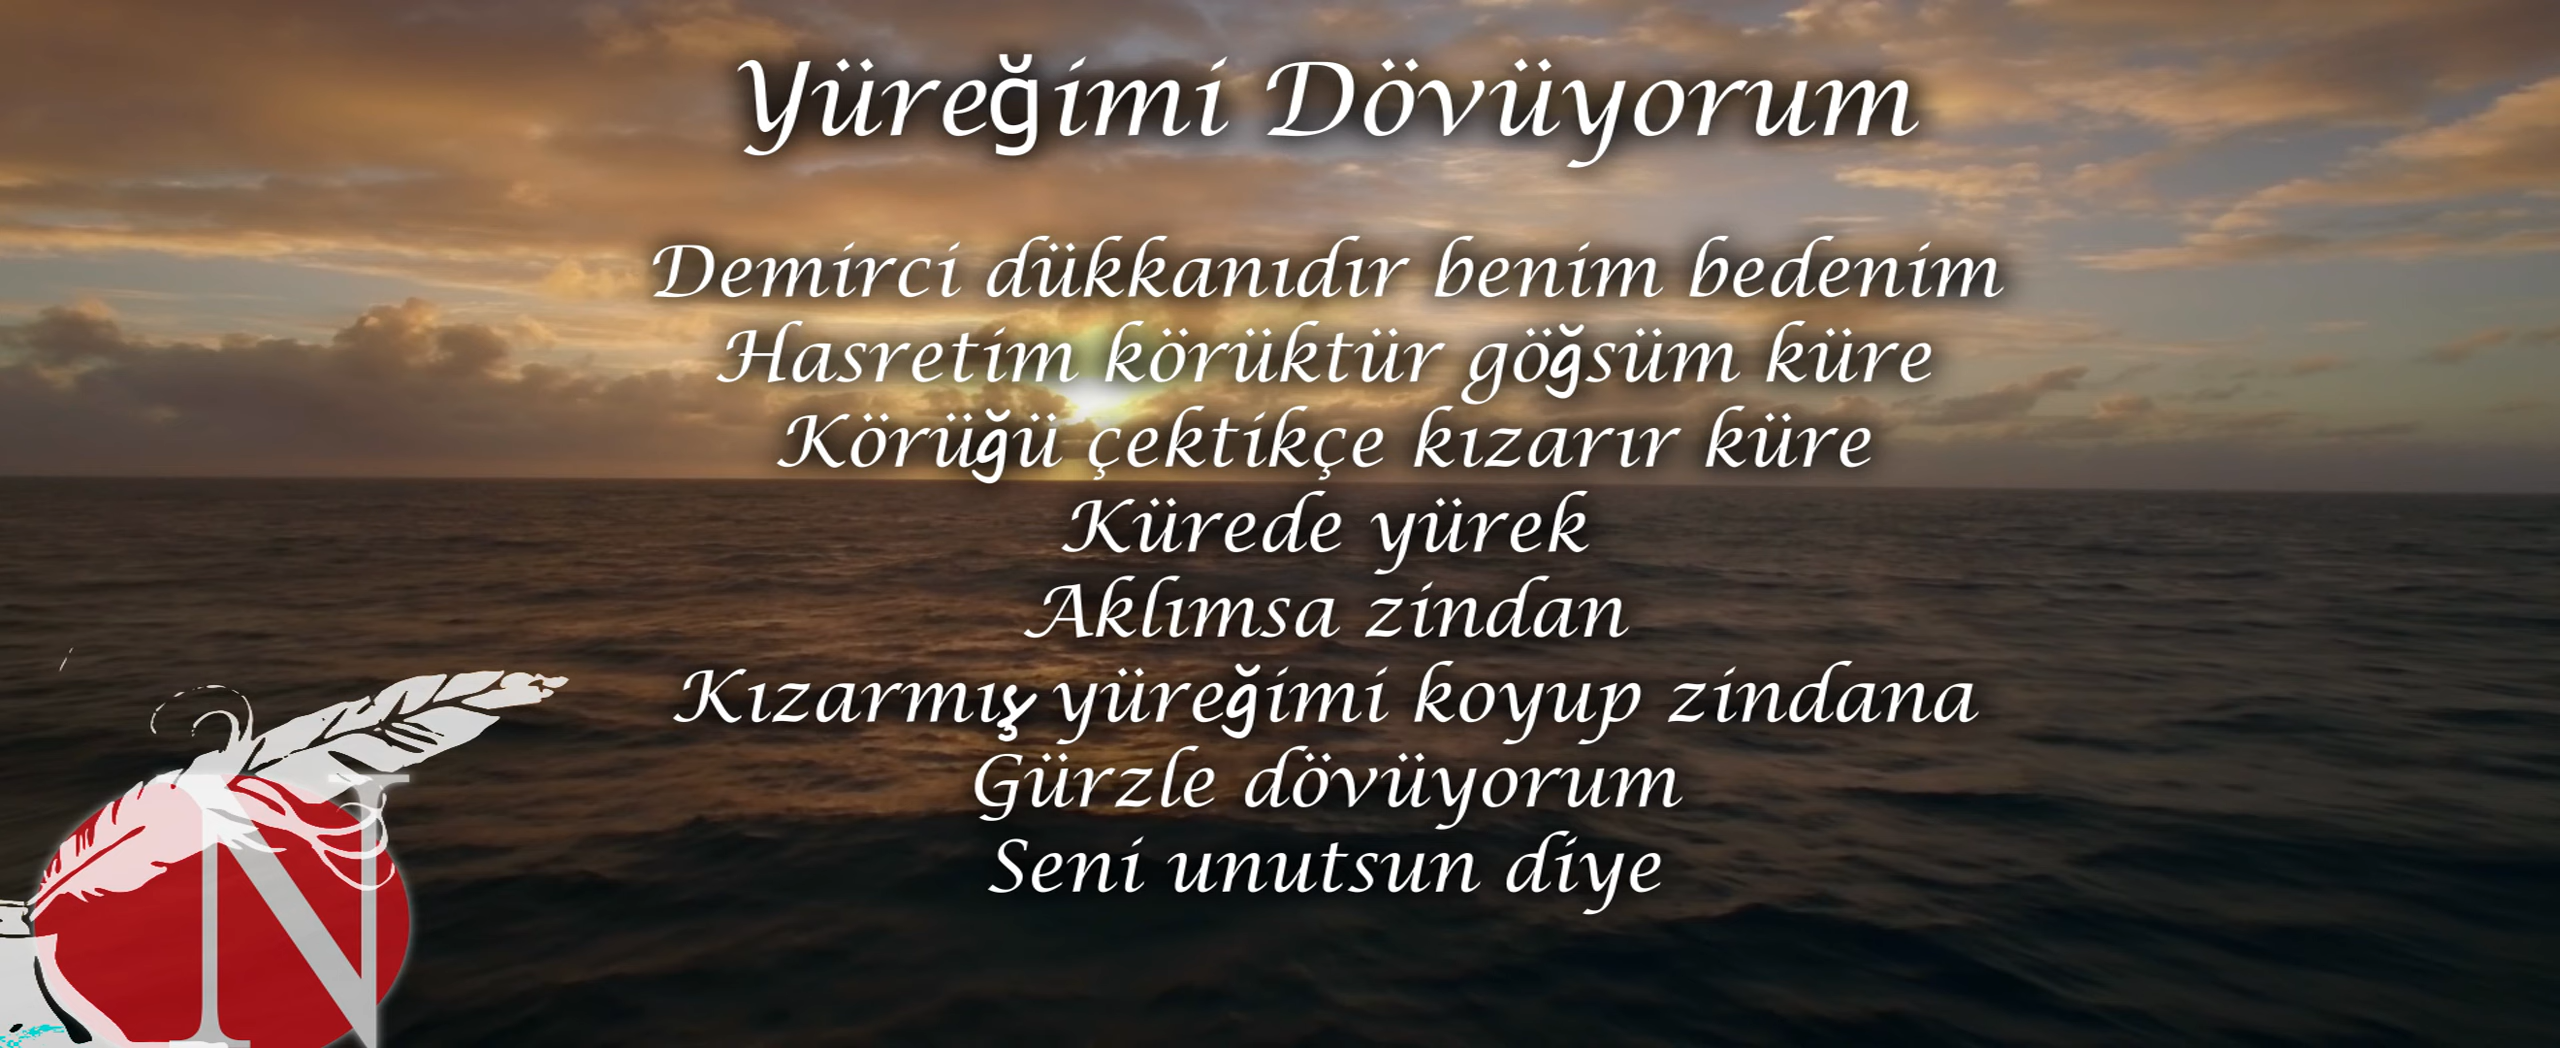 Yüreğimi Dövüyorum
Demirci dükkanıdır benim bedenim
Hasretim körüktür göğsüm küre
Körüğü çektikçe kızarır küre
Kürede yürek
Aklımsa zindan
Kızarmış yüreğimi koyup zindana
Gürzle dövüyorum
Seni unutsun diye
N